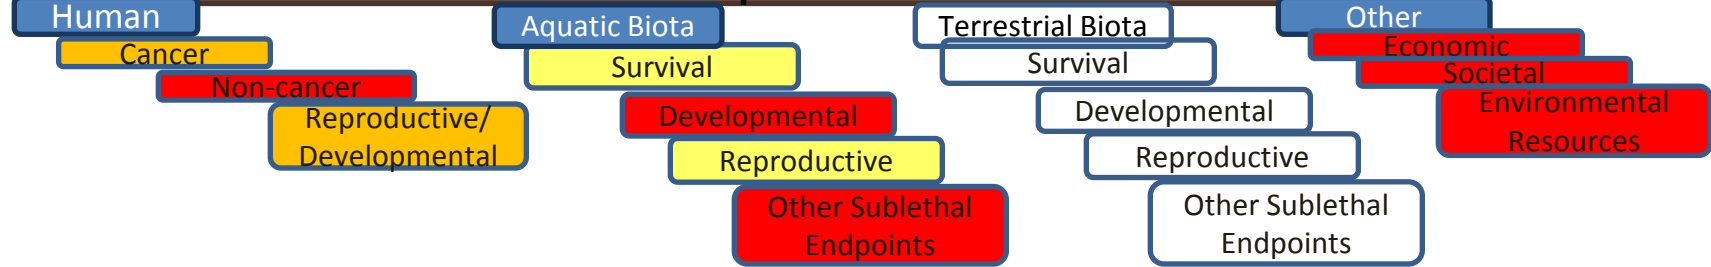 Human
Cancer
Non-cancer
Reproductive/
Developmental
Aquatic Biota
Survival
Developmental
Reproductive
Other Sublethal
Endpoints
Terrestrial Biota
Survival
Developmental
Reproductive
Other Sublethal
Endpoints
Other
Economic
Societal
Environmental
Resources